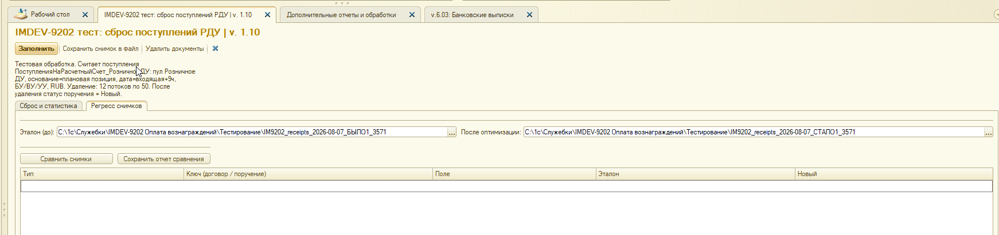 Рабочий стол
IMDEV-9202 тест: сброс поступлений РДУ | v. 1.10
Дополнительные отчеты и обработки
v.6.03: Банковские выписки
IMDEV-9202 тест: сброс поступлений РДУ | v. 1.10
Заполнить
Сохранить снимок в файл
Удалить документы
Тестовая обработка. Считает поступления
ПоступленияНаРасчетныйСчет_РозничноеДУ: пул Розничное
ДУ, основание=плановая позиция, дата=входящая+9ч,
БУ/ВУ/УУ, RUB. Удаление: 12 потоков по 50. После
удаления статус поручения = Новый.
Сброс и статистика
Регресс снимков
Эталон (до): C:\1с\Служебки\IMDEV-9202 Оплата вознаграждений\Тестирование\IM9202_receipts_2026-08-07_БЫЛО1_3571 ...
После оптимизации: C:\1с\Служебки\IMDEV-9202 Оплата вознаграждений\Тестирование\IM9202_receipts_2026-08-07_СТАЛО1_3571 ...
Сравнить снимки
Сохранить отчет сравнения
Тип
Ключ (договор / поручение)
Поле
Эталон
Новый